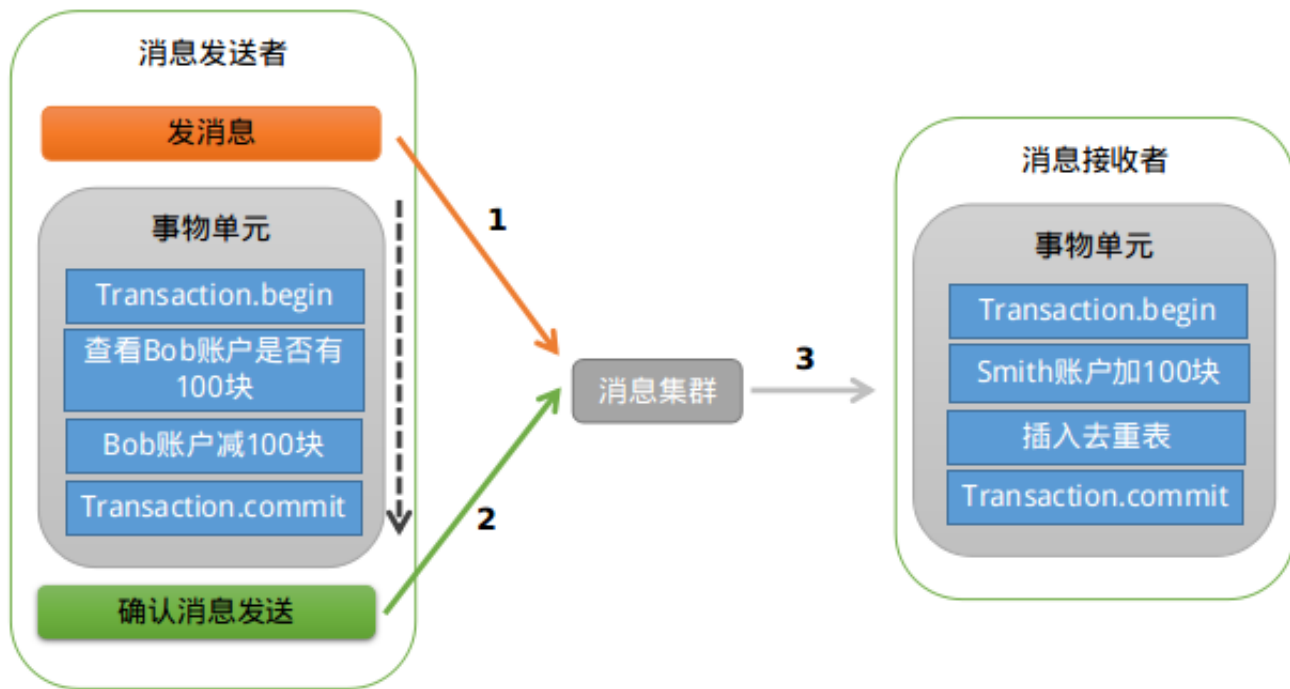 消息发送者
发消息
事物单元
Transaction.begin
查看Bob账户是否有
100块
Bob账户减100块
Transaction.commit
确认消息发送
1
2
消息集群
3
消息接收者
事物单元
Transaction.begin
Smith账户加100块
插入去重表
Transaction.commit